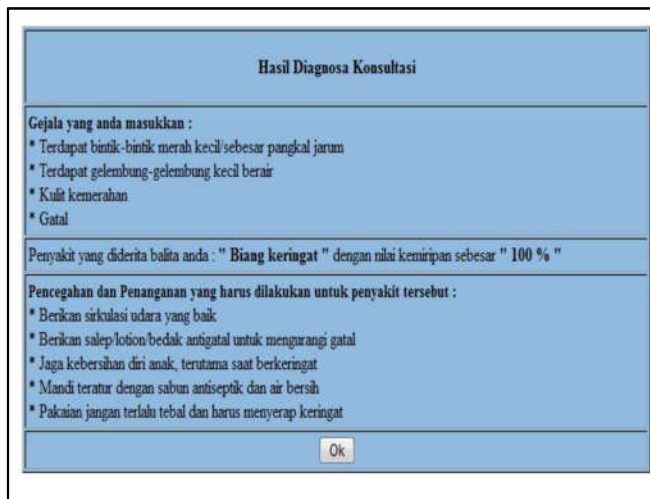 Hasil Diagnosa Konsultasi
Gejala yang anda masukkan :
* Terdapat bintik-bintik merah kecil/sebesar pangkal jarum
* Terdapat gelembung-gelembung kecil berair
* Kulit kemerahan
* Gatal
Penyakit yang diderita balita anda : " Biang keringat " dengan nilai kemiripan sebesar " 100 % "
Pencegahan dan Penanganan yang harus dilakukan untuk penyakit tersebut :
* Berikan sirkulasi udara yang baik
* Berikan salep/lotion/bedak antigatal untuk mengurangi gatal
* Jaga kebersihan diri anak, terutama saat berkeringat
* Mandi teratur dengan sabun antiseptik dan air bersih
* Pakaian jangan terlalu tebal dan harus menyerap keringat
Ok